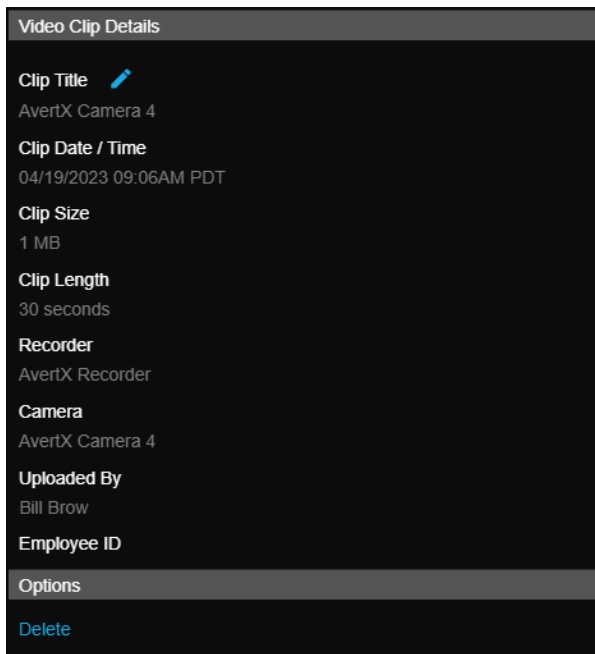 Video Clip Details
Clip Title
AvertX Camera 4
Clip Date / Time
04/19/2023 09:06AM PDT
Clip Size
1 MB
Clip Length
30 seconds
Recorder
AvertX Recorder
Camera
AvertX Camera 4
Uploaded By
Bill Brow
Employee ID
Options
Delete